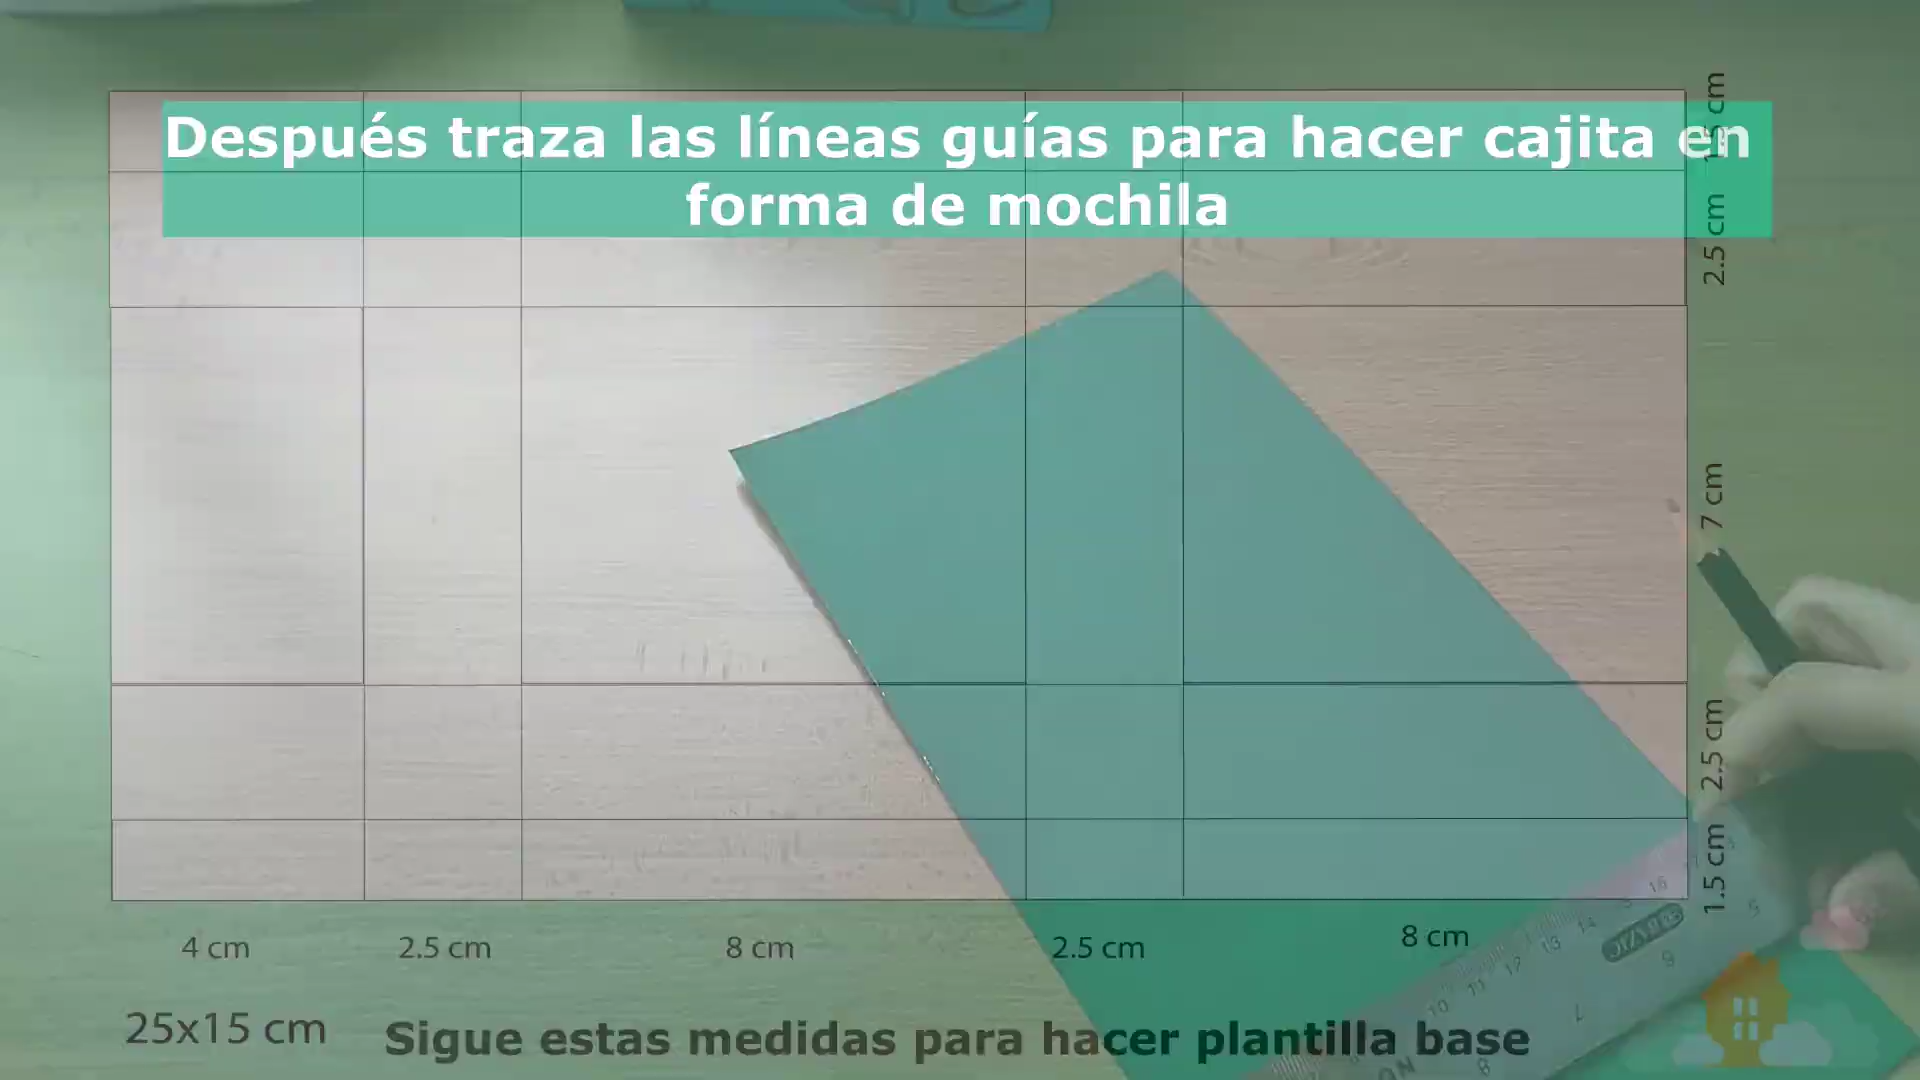 Después traza las líneas guías para hacer cajita en
forma de mochila
1.5 cm
2.5 cm
7 cm
2.5 cm
1.5 cm
4 cm
2.5 cm
8 cm
2.5 cm
8 cm
25x15 cm
Sigue estas medidas para hacer plantilla base